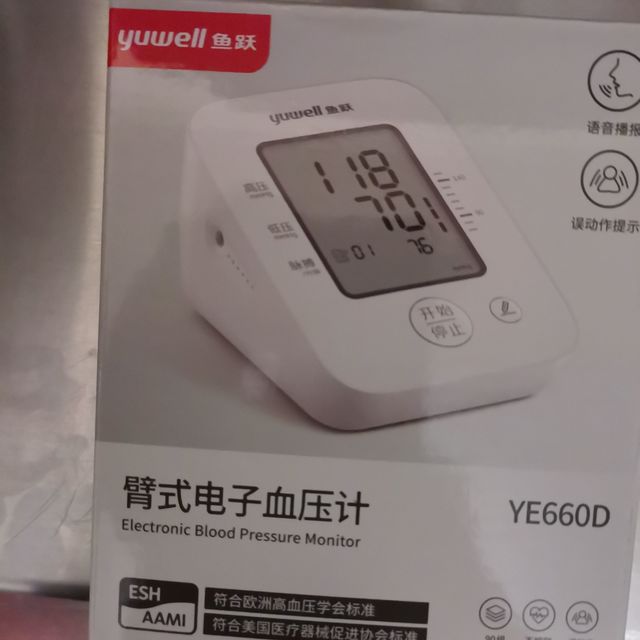 yuwell 鱼跃
语音播报
误动作提示
yuwell 鱼跃
高压
118
低压
70
脉搏
01
76
开始
停止
臂式电子血压计
Electronic Blood Pressure Monitor
YE660D
ESH
AAMI
符合欧洲高血压学会标准
符合美国医疗器械促进协会标准